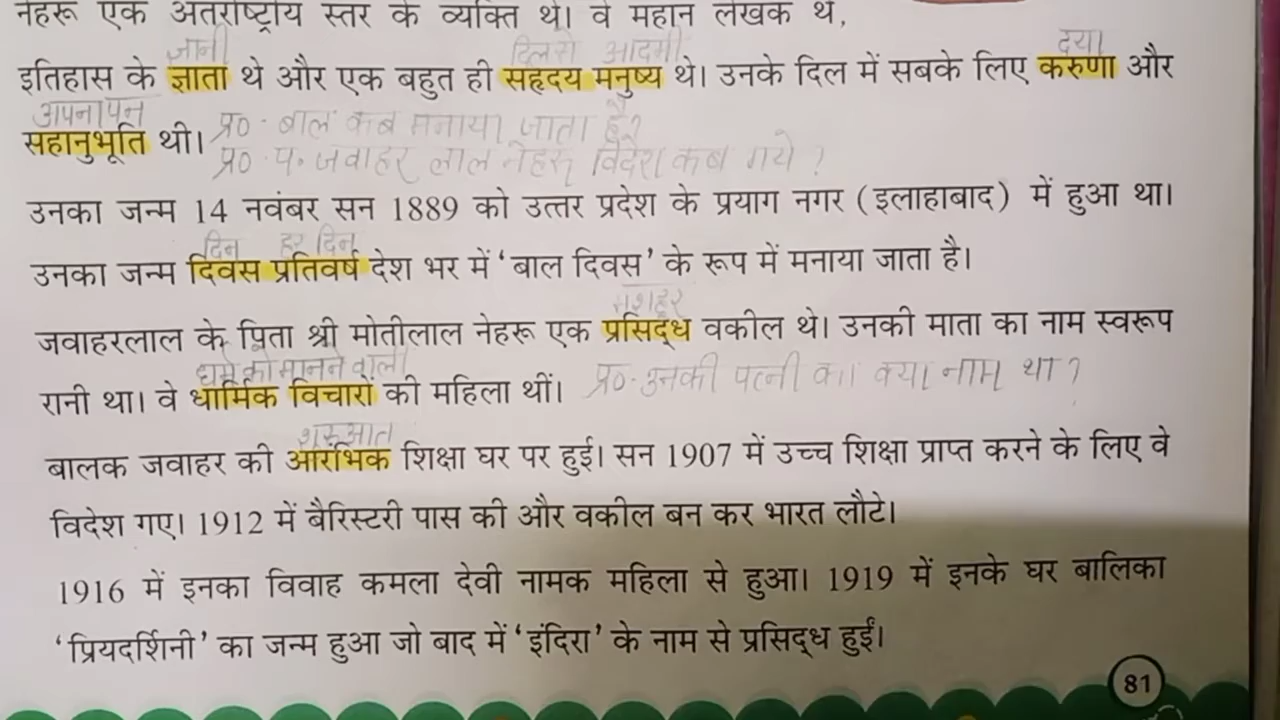 नेहरू एक अंतर्राष्ट्रीय स्तर के व्यक्ति थे। वे महान लेखक थे,
ज्ञानी दिल से आदमी दया
इतिहास के ज्ञाता थे और एक बहुत ही सहृदय मनुष्य थे। उनके दिल में सबके लिए करुणा और
अपनापन
सहानुभूति थी। प्र० - बाल कब मनाया जाता है?
प्र० प. जवाहर लाल नेहरू विदेश कब गये ?
उनका जन्म 14 नवंबर सन 1889 को उत्तर प्रदेश के प्रयाग नगर (इलाहाबाद) में हुआ था।
दिन हर दिन
उनका जन्म दिवस प्रतिवर्ष देश भर में 'बाल दिवस' के रूप में मनाया जाता है।
मशहूर
जवाहरलाल के पिता श्री मोतीलाल नेहरू एक प्रसिद्ध वकील थे। उनकी माता का नाम स्वरूप
धर्म को मानने वाली
रानी था। वे धार्मिक विचारों की महिला थीं। प्र०- उनकी पत्नी का क्या नाम था ?
शुरुआत
बालक जवाहर की आरंभिक शिक्षा घर पर हुई। सन 1907 में उच्च शिक्षा प्राप्त करने के लिए वे
विदेश गए। 1912 में बैरिस्टरी पास की और वकील बन कर भारत लौटे।
1916 में इनका विवाह कमला देवी नामक महिला से हुआ। 1919 में इनके घर बालिका
'प्रियदर्शिनी' का जन्म हुआ जो बाद में 'इंदिरा' के नाम से प्रसिद्ध हुईं।
81